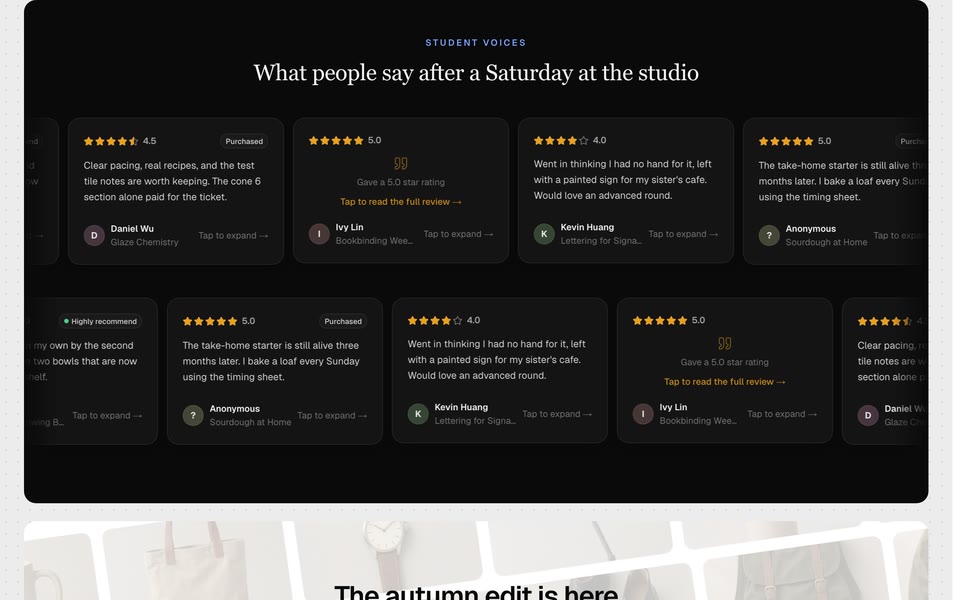 STUDENT VOICES
What people say after a Saturday at the studio
4.5
Purchased
Clear pacing, real recipes, and the test
tile notes are worth keeping. The cone 6
section alone paid for the ticket.
D
Daniel Wu
Glaze Chemistry
Tap to expand →
5.0
Gave a 5.0 star rating
Tap to read the full review →
I
Ivy Lin
Bookbinding Wee...
Tap to expand →
4.0
Went in thinking I had no hand for it, left
with a painted sign for my sister's cafe.
Would love an advanced round.
K
Kevin Huang
Lettering for Signa...
Tap to expand →
5.0
The take-home starter is still alive
months later. I bake a loaf every
using the timing sheet.
?
Anonymous
Sourdough at Home
Highly recommend
my own by the second
two bowls that are now
Tap to expand →
5.0
Purchased
The take-home starter is still alive three
months later. I bake a loaf every Sunday
using the timing sheet.
?
Anonymous
Sourdough at Home
Tap to expand →
4.0
Went in thinking I had no hand for it, left
with a painted sign for my sister's cafe.
Would love an advanced round.
K
Kevin Huang
Lettering for Signa...
Tap to expand →
5.0
Gave a 5.0 star rating
Tap to read the full review →
I
Ivy Lin
Bookbinding Wee...
Tap to expand →
Clear pacing,
tile notes are
section alone
D
Daniel
Glaze
The autumn edit is here